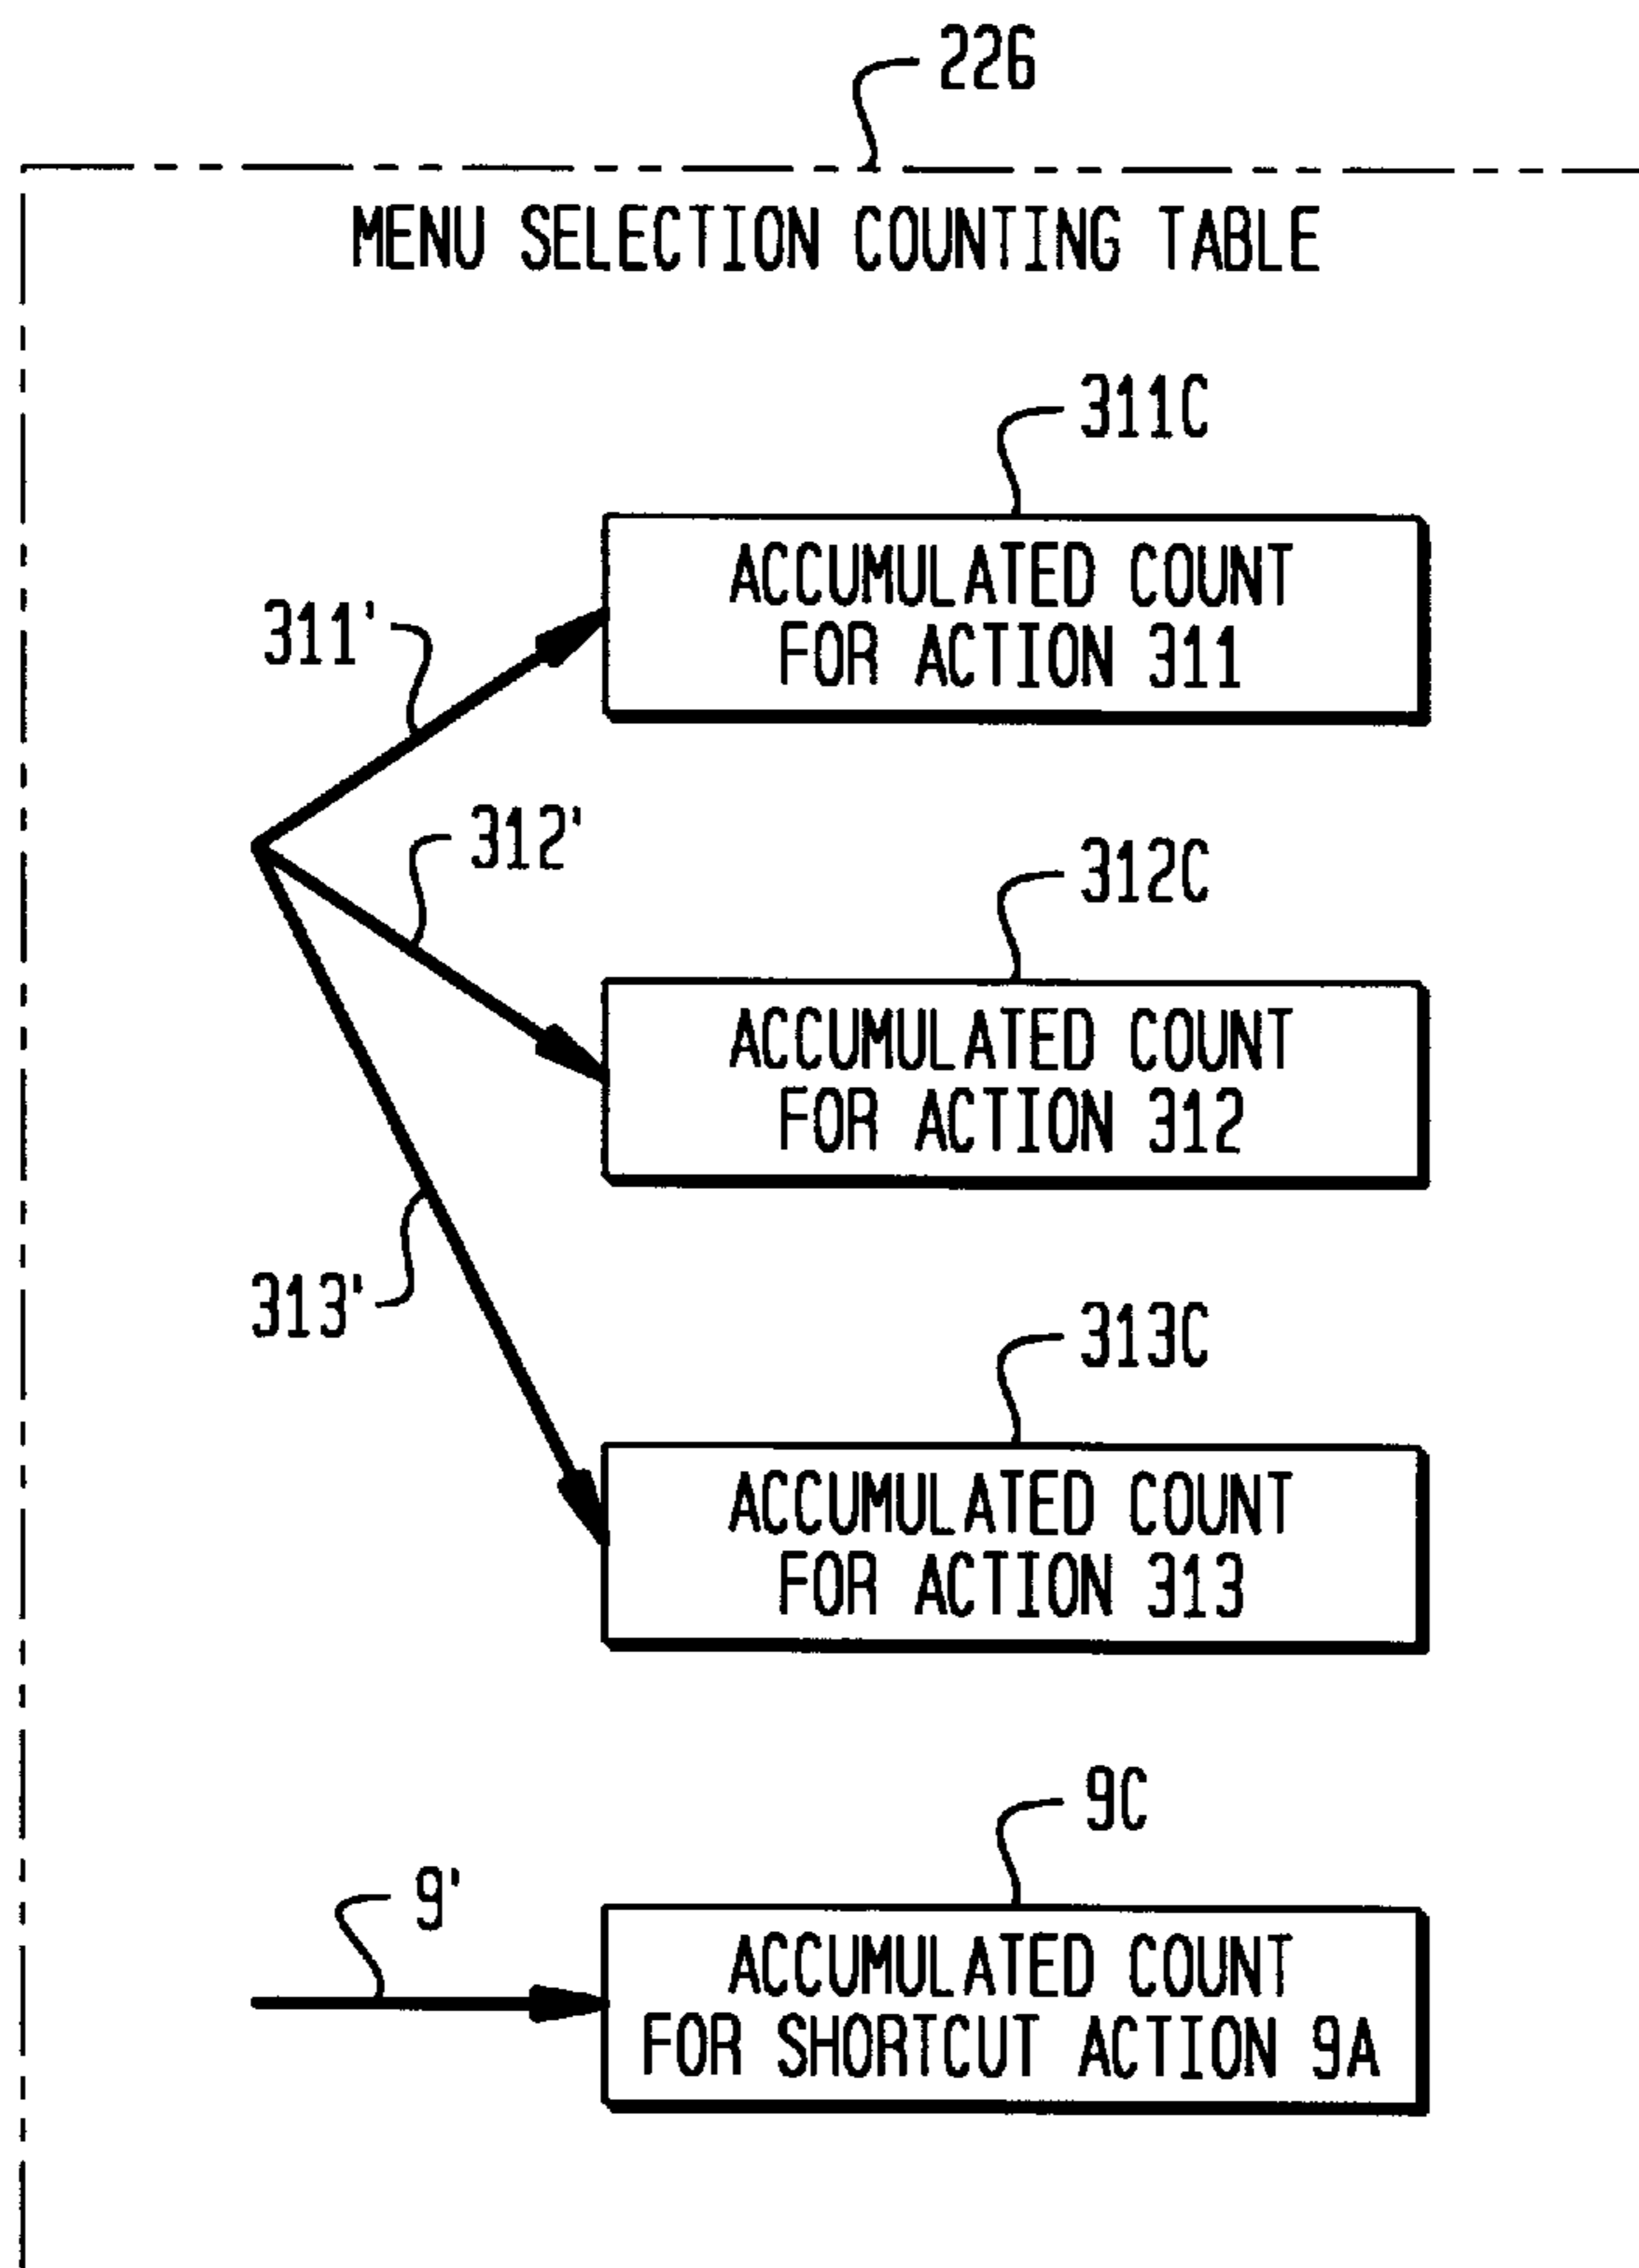 226
MENU SELECTION COUNTING TABLE
311C
ACCUMULATED COUNT
FOR ACTION 311
311'
312'
312C
ACCUMULATED COUNT
FOR ACTION 312
313'
313C
ACCUMULATED COUNT
FOR ACTION 313
9C
9'
ACCUMULATED COUNT
FOR SHORTCUT ACTION 9A